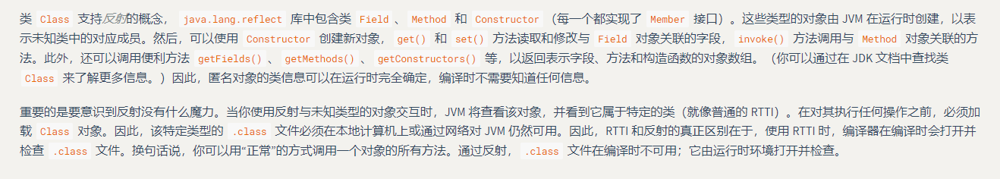 类 Class 支持反射的概念， java.lang.reflect 库中包含类 Field 、 Method 和 Constructor （每一个都实现了 Member 接口）。这些类型的对象由 JVM 在运行时创建，以表
示未知类中的对应成员。然后，可以使用 Constructor 创建新对象， get() 和 set() 方法读取和修改与 Field 对象关联的字段， invoke() 方法调用与 Method 对象关联的方
法。此外，还可以调用便利方法 getFields() 、 getMethods() 、 getConstructors() 等，以返回表示字段、方法和构造函数的对象数组。（你可以通过在 JDK 文档中查找类
Class 来了解更多信息。）因此，匿名对象的类信息可以在运行时完全确定，编译时不需要知道任何信息。
重要的是要意识到反射没有什么魔力。当你使用反射与未知类型的对象交互时，JVM 将查看该对象，并看到它属于特定的类（就像普通的 RTTI）。在对其执行任何操作之前，必须加
载 Class 对象。因此，该特定类型的 .class 文件必须在本地计算机上或通过网络对 JVM 仍然可用。因此，RTTI 和反射的真正区别在于，使用 RTTI 时，编译器在编译时会打开并
检查 .class 文件。换句话说，你可以用“正常”的方式调用一个对象的所有方法。通过反射， .class 文件在编译时不可用；它由运行时环境打开并检查。